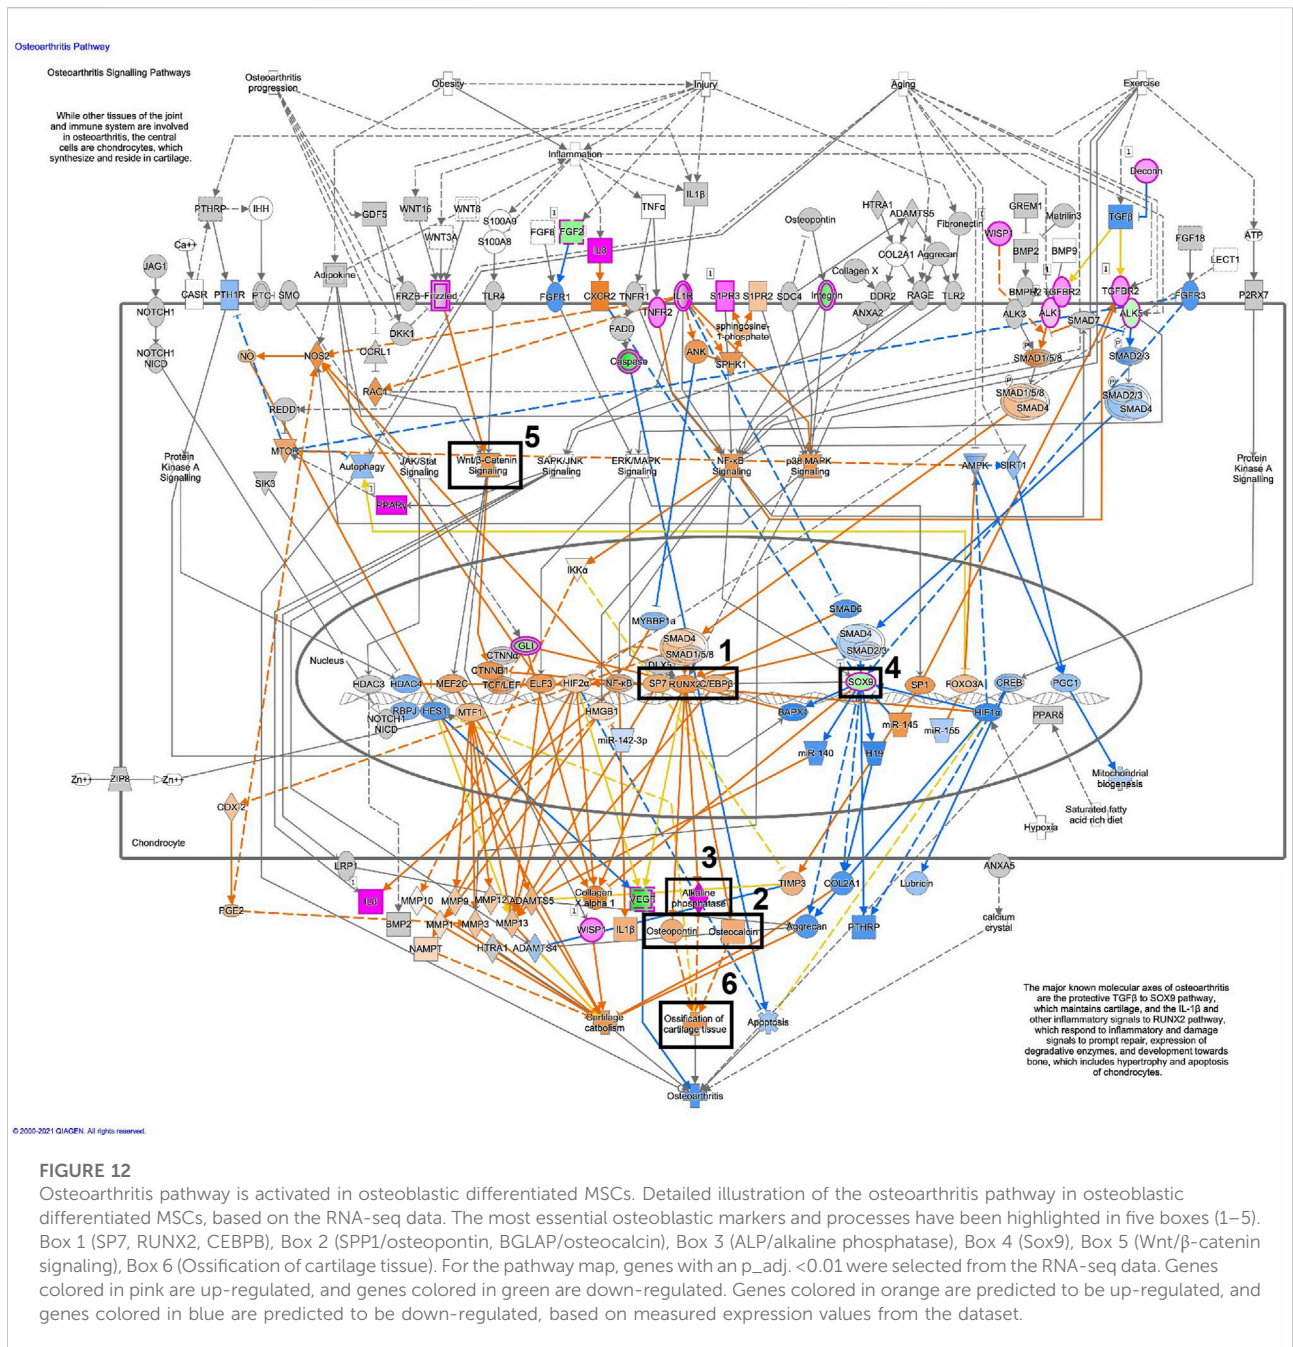 Osteoarthritis Pathway
Osteoarthritis Signalling Pathways
While other tissues of the joint
and immune system are involved
in osteoarthritis, the central
cells are chondrocytes, which
synthesize and reside in cartilage.
Osteoarthritis
progression
Obesity
Injury
Aging
Exercise
Inflammation
1
Decorin
PTHRP
IHH
GDF5
WNT16
WNT8
WNT3A
S100A9
S100A8
FGF8
1
FGF2
IL8
TNFα
IL1β
Osteopontin
HTRA1
ADAMTS5
Fibronectin
COL2A1
Aggrecan
Collagen X
WISP1
GREM1
Matrilin3
BMP2
BMP9
TGFβ
FGF18
LECT1
ATP
Ca++
JAG1
CASR
PTH1R
PTCH
SMO
Adipokine
FRZB
Frizzled
TLR4
FGFR1
CXCR2
TNFR1
TNFR2
IL1R
1
S1PR3
S1PR2
SDC4
1
Integrin
DDR2
RAGE
TLR2
ANXA2
BMPR2
1
TGFBR2
1
TGFBR2
FGFR3
P2RX7
NOTCH1
NOTCH1
NICD
DKK1
FADD
sphingosine-
1-phosphate
ALK3
ALK1
SMAD7
ALK5
NO
NOS2
OCRL1
Caspase
ANK
SPHK1
P
SMAD1/5/8
P
SMAD2/3
RAC1
REDD1
P
SMAD1/5/8
SMAD4
P
SMAD2/3
SMAD4
MTOR
5
Protein
Kinase A
Signalling
SIK3
Autophagy
1
JAK/Stat
Signaling
Wnt/β-Catenin
Signaling
SAPK/JNK
Signaling
ERK/MAPK
Signaling
NF-κB
Signaling
p38 MAPK
Signaling
AMPK
SIRT1
Protein
Kinase A
Signalling
PPARγ
IKKα
MYBBP1a
SMAD6
SMAD4
SMAD1/5/8
SMAD4
SMAD2/3
GLI
CTNNα
CTNNB1
TCF/LEF
DLX5
1
4
Nucleus
HDAC3
HDAC4
MEF2C
ELF3
HIF2α
NF-κB
SP7
RUNX2
C/EBPβ
SOX9
SP1
FOXO3A
CREB
PGC1
NOTCH1
NICD
RBPJ
HES1
MTF1
HMGB1
BAPX1
miR-145
miR-155
HIF1α
PPARδ
miR-142-3p
miR-140
H19
Mitochondrial
biogenesis
Zn++
ZIP8
Zn++
COX-2
Hypoxia
Saturated fatty
acid rich diet
Chondrocyte
3
LRP1
ANXA5
1
IL8
MMP10
MMP9
MMP12
ADAMTS5
Collagen
X alpha 1
VEGF
Alkaline
phosphatase
TIMP3
COL2A1
Lubricin
2
PGE2
BMP2
MMP1
MMP3
MMP13
1
WISP1
IL1β
Osteopontin
Osteocalcin
Aggrecan
PTHRP
calcium
crystal
NAMPT
HTRA1
ADAMTS4
6
Cartilage
catbolism
Ossification of
cartilage tissue
Apoptosis
Osteoarthritis
The major known molecular axes of osteoarthritis
are the protective TGFβ to SOX9 pathway,
which maintains cartilage, and the IL-1β and
other inflammatory signals to RUNX2 pathway,
which respond to inflammatory and damage
signals to prompt repair, expression of
degradative enzymes, and development towards
bone, which includes hypertrophy and apoptosis
of chondrocytes.
© 2000-2021 QIAGEN. All rights reserved.
FIGURE 12
Osteoarthritis pathway is activated in osteoblastic differentiated MSCs. Detailed illustration of the osteoarthritis pathway in osteoblastic
differentiated MSCs, based on the RNA-seq data. The most essential osteoblastic markers and processes have been highlighted in five boxes (1–5).
Box 1 (SP7, RUNX2, CEBPB), Box 2 (SPP1/osteopontin, BGLAP/osteocalcin), Box 3 (ALP/alkaline phosphatase), Box 4 (Sox9), Box 5 (Wnt/β-catenin
signaling), Box 6 (Ossification of cartilage tissue). For the pathway map, genes with an p_adj. <0.01 were selected from the RNA-seq data. Genes
colored in pink are up-regulated, and genes colored in green are down-regulated. Genes colored in orange are predicted to be up-regulated, and
genes colored in blue are predicted to be down-regulated, based on measured expression values from the dataset.